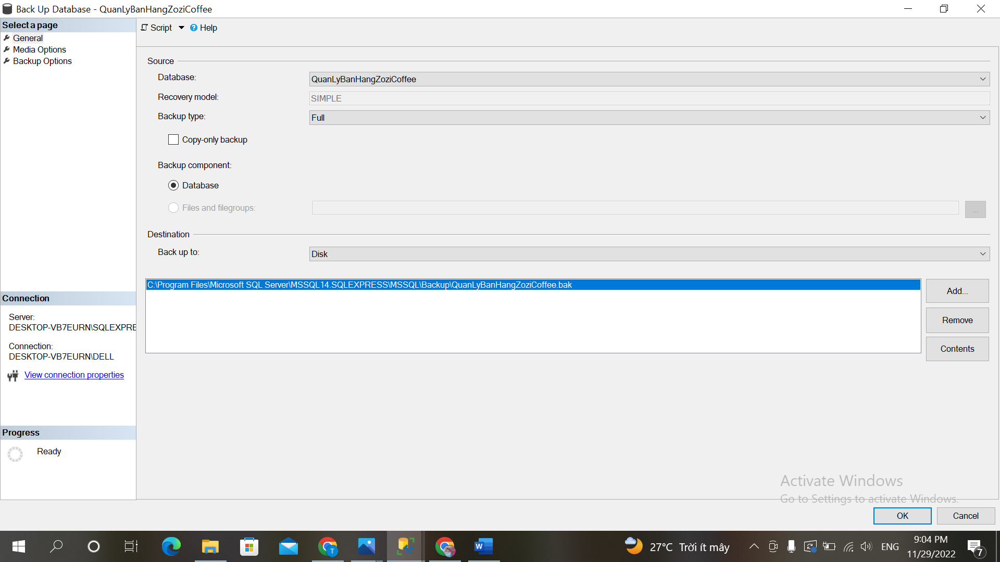 Back Up Database - QuanLyBanHangZoziCoffee
Select a page
General
Media Options
Backup Options
Script
Help
Source
Database:
QuanLyBanHangZoziCoffee
Recovery model:
SIMPLE
Backup type:
Full
Copy-only backup
Backup component:
Database
Files and filegroups:
...
Destination
Back up to:
Disk
C:\Program Files\Microsoft SQL Server\MSSQL14.SQLEXPRESS\MSSQL\Backup\QuanLyBanHangZoziCoffee.bak
Add...
Remove
Contents
Connection
Server:
DESKTOP-VB7EURN\SQLEXPRE
Connection:
DESKTOP-VB7EURN\DELL
View connection properties
Progress
Ready
Activate Windows
Go to Settings to activate Windows.
OK
Cancel
T
W
27°C Trời ít mây
ENG
9:04 PM
11/29/2022
7